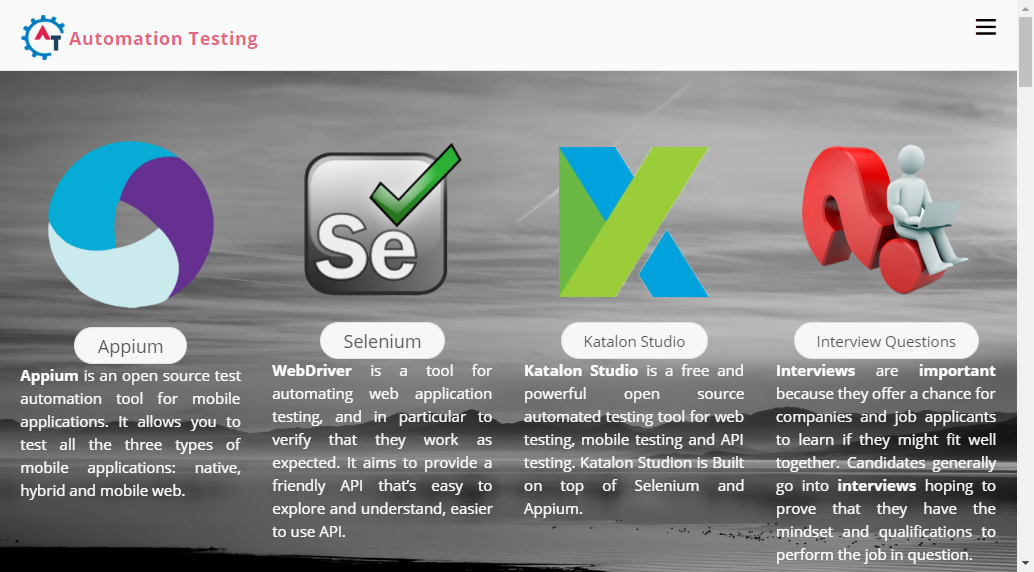 AT Automation Testing
Se
Appium
Appium is an open source test
automation tool for mobile
applications. It allows you to
test all the three types of
mobile applications: native,
hybrid and mobile web.
Selenium
WebDriver is a tool for
automating web application
testing, and in particular to
verify that they work as
expected. It aims to provide a
friendly API that’s easy to
explore and understand, easier
to use API.
Katalon Studio
Katalon Studio is a free and
powerful open source
automated testing tool for web
testing, mobile testing and API
testing. Katalon Studion is Built
on top of Selenium and
Appium.
Interview Questions
Interviews are important
because they offer a chance for
companies and job applicants
to learn if they might fit well
together. Candidates generally
go into interviews hoping to
prove that they have the
mindset and qualifications to
perform the job in question.